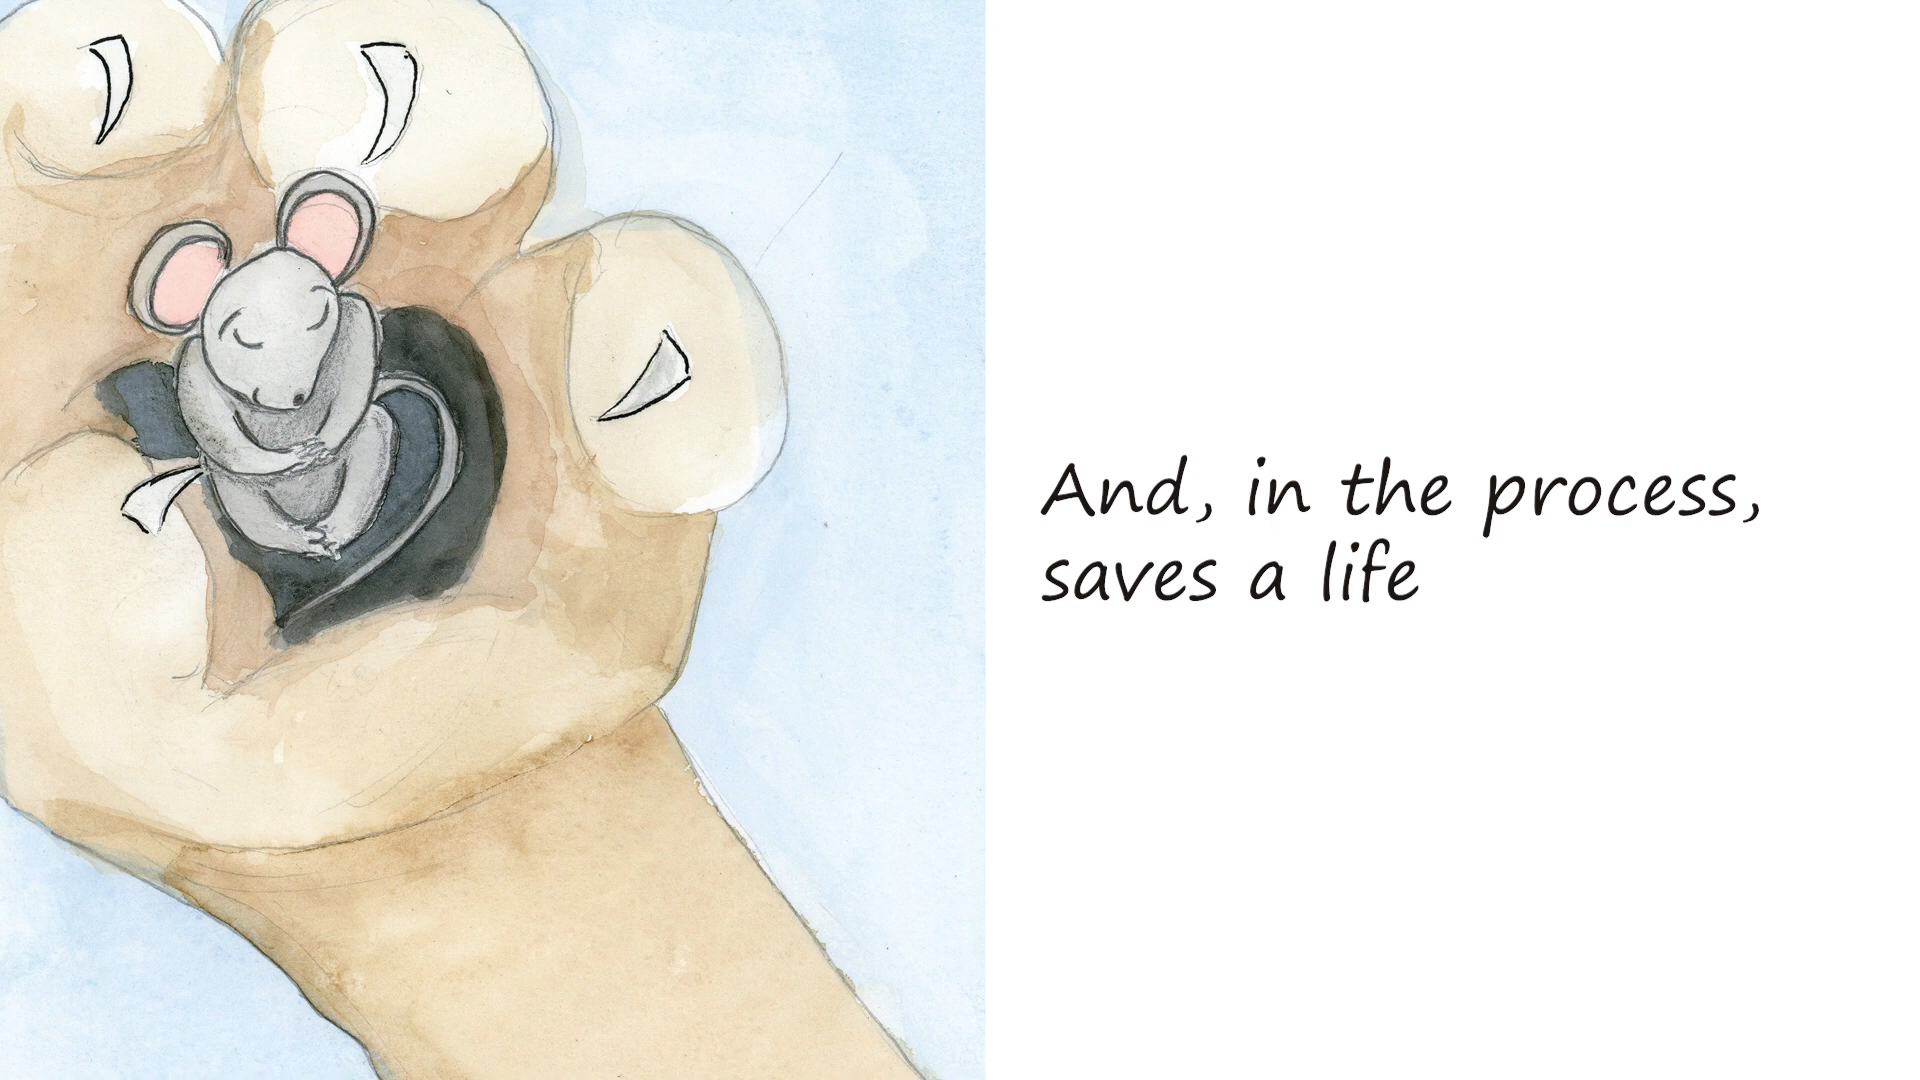 And, in the process,
saves a life